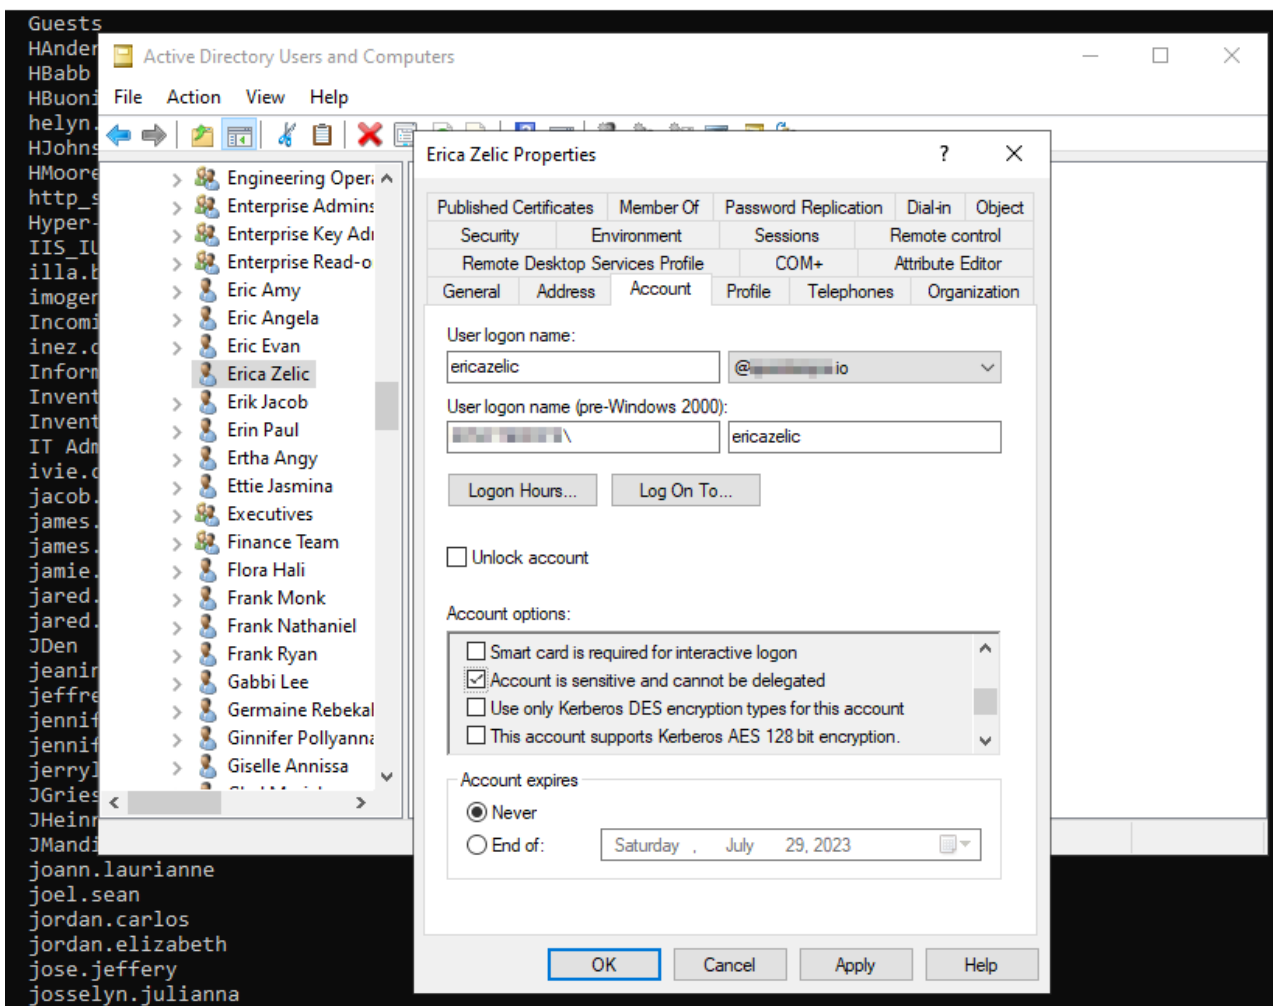 Guests
HAnder
HBabb
HBuoni
helyn.
HJohns
HMoore
http_s
Hyper-
IIS_IU
illa.b
imoger
Incomi
inez.c
Inform
Invent
Invent
IT Adm
ivie.c
jacob.
james.
james.
jamie.
jared.
jared.
JDen
jeanir
jeffre
jennif
jennif
jerryl
JGries
JHeinr
JMandi
joann.laurianne
joel.sean
jordan.carlos
jordan.elizabeth
jose.jeffery
josselyn.julianna
Active Directory Users and Computers
File Action View Help
Engineering Opera
Enterprise Admins
Enterprise Key Adı
Enterprise Read-o
Eric Amy
Eric Angela
Eric Evan
Erica Zelic
Erik Jacob
Erin Paul
Ertha Angy
Ettie Jasmina
Executives
Finance Team
Flora Hali
Frank Monk
Frank Nathaniel
Frank Ryan
Gabbi Lee
Germaine Rebekal
Ginnifer Pollyanna
Giselle Annissa
Erica Zelic Properties
?
Published Certificates Member Of Password Replication Dial-in Object
Security Environment Sessions Remote control
Remote Desktop Services Profile COM+ Attribute Editor
General Address Account Profile Telephones Organization
User logon name:
ericazelic @ io
User logon name (pre-Windows 2000):
\ ericazelic
Logon Hours... Log On To...
Unlock account
Account options:
Smart card is required for interactive logon
Account is sensitive and cannot be delegated
Use only Kerberos DES encryption types for this account
This account supports Kerberos AES 128 bit encryption.
Account expires
Never
End of: Saturday , July 29, 2023
OK Cancel Apply Help